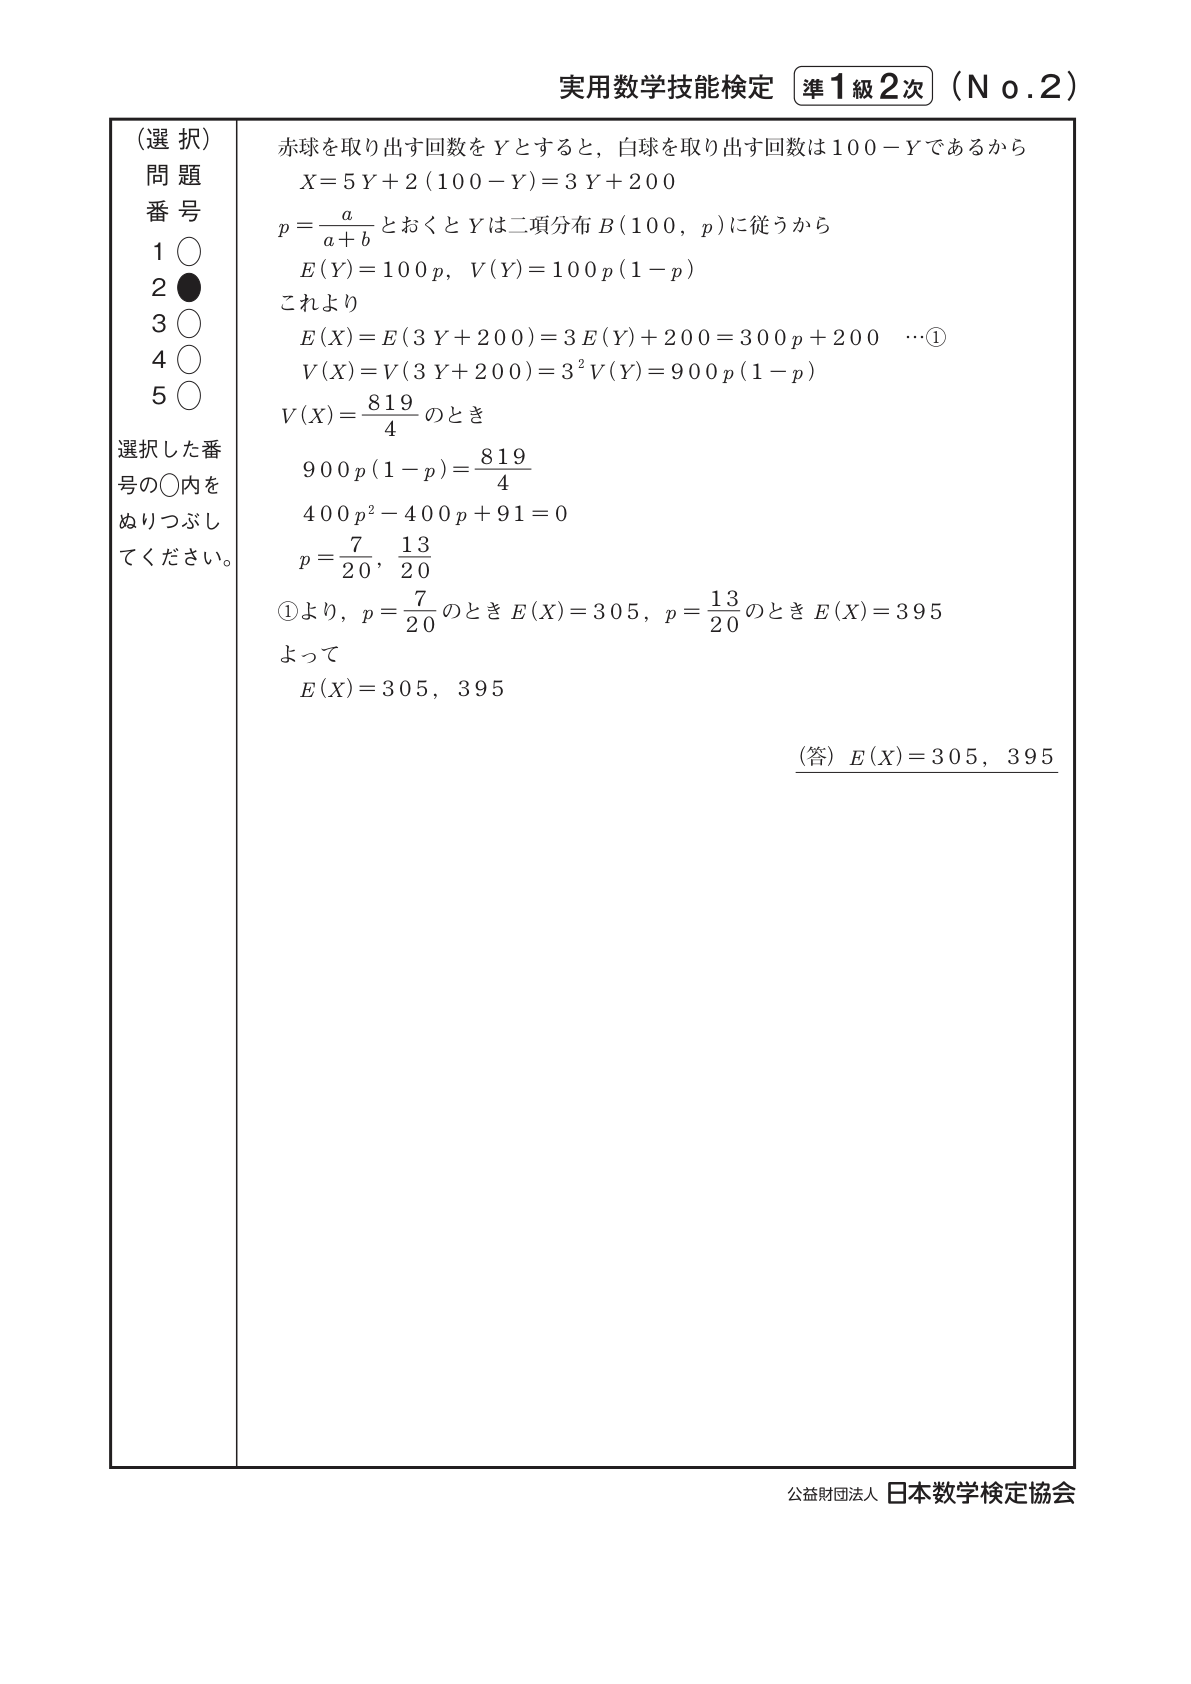 実用数学技能検定 準1級2次 (No.2)
(選 択)
問 題
番 号
1 ○
2 ●
3 ○
4 ○
5 ○
選択した番
号の○内を
ぬりつぶし
てください。
赤球を取り出す回数をYとすると，白球を取り出す回数は100－Yであるから
X＝5Y＋2(100－Y)＝3Y＋200
p＝a/(a＋b) とおくとYは二項分布B(100，p)に従うから
E(Y)＝100p，V(Y)＝100p(1－p)
これより
E(X)＝E(3Y＋200)＝3E(Y)＋200＝300p＋200 …①
V(X)＝V(3Y＋200)＝3²V(Y)＝900p(1－p)
V(X)＝819/4 のとき
900p(1－p)＝819/4
400p²－400p＋91＝0
p＝7/20，13/20
①より，p＝7/20 のときE(X)＝305，p＝13/20 のときE(X)＝395
よって
E(X)＝305，395
(答) E(X)＝305，395
公益財団法人 日本数学検定協会